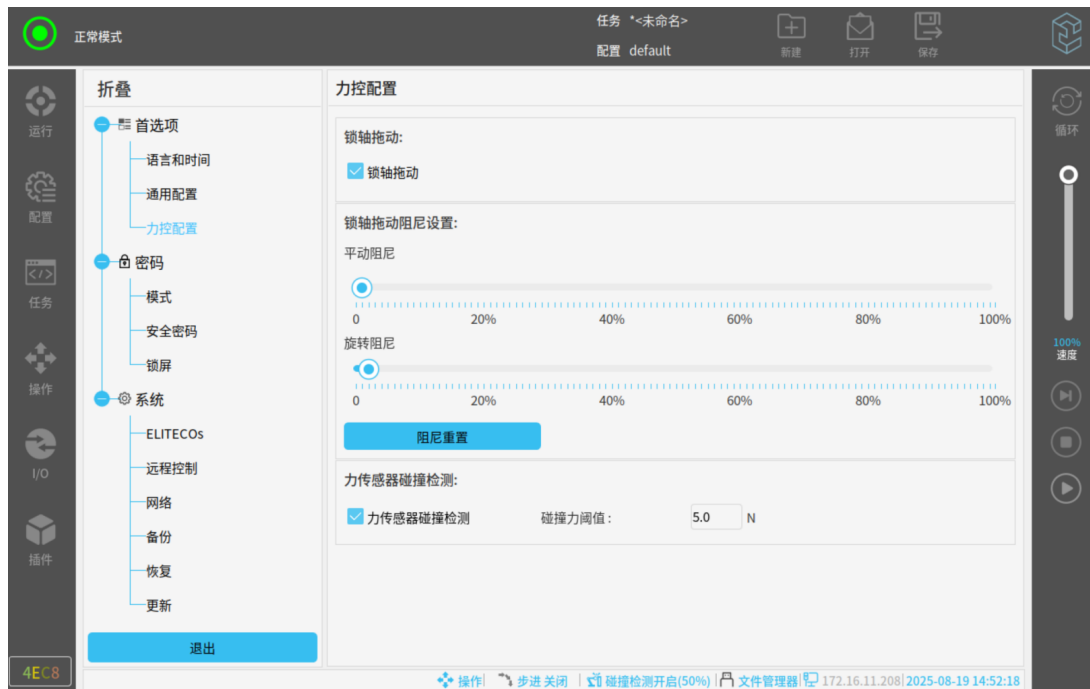 正常模式
任务 *<未命名>
配置 default
新建
打开
保存
运行
配置
任务
操作
I/O
插件
4EC8
折叠
首选项
语言和时间
通用配置
力控配置
密码
模式
安全密码
锁屏
系统
ELITECOs
远程控制
网络
备份
恢复
更新
退出
力控配置
锁轴拖动:
锁轴拖动
锁轴拖动阻尼设置:
平动阻尼
0 20% 40% 60% 80% 100%
旋转阻尼
0 20% 40% 60% 80% 100%
阻尼重置
力传感器碰撞检测:
力传感器碰撞检测 碰撞力阈值 : 5.0 N
循环
100%
速度
操作 步进 关闭 碰撞检测开启(50%) 文件管理器 172.16.11.208 2025-08-19 14:52:18